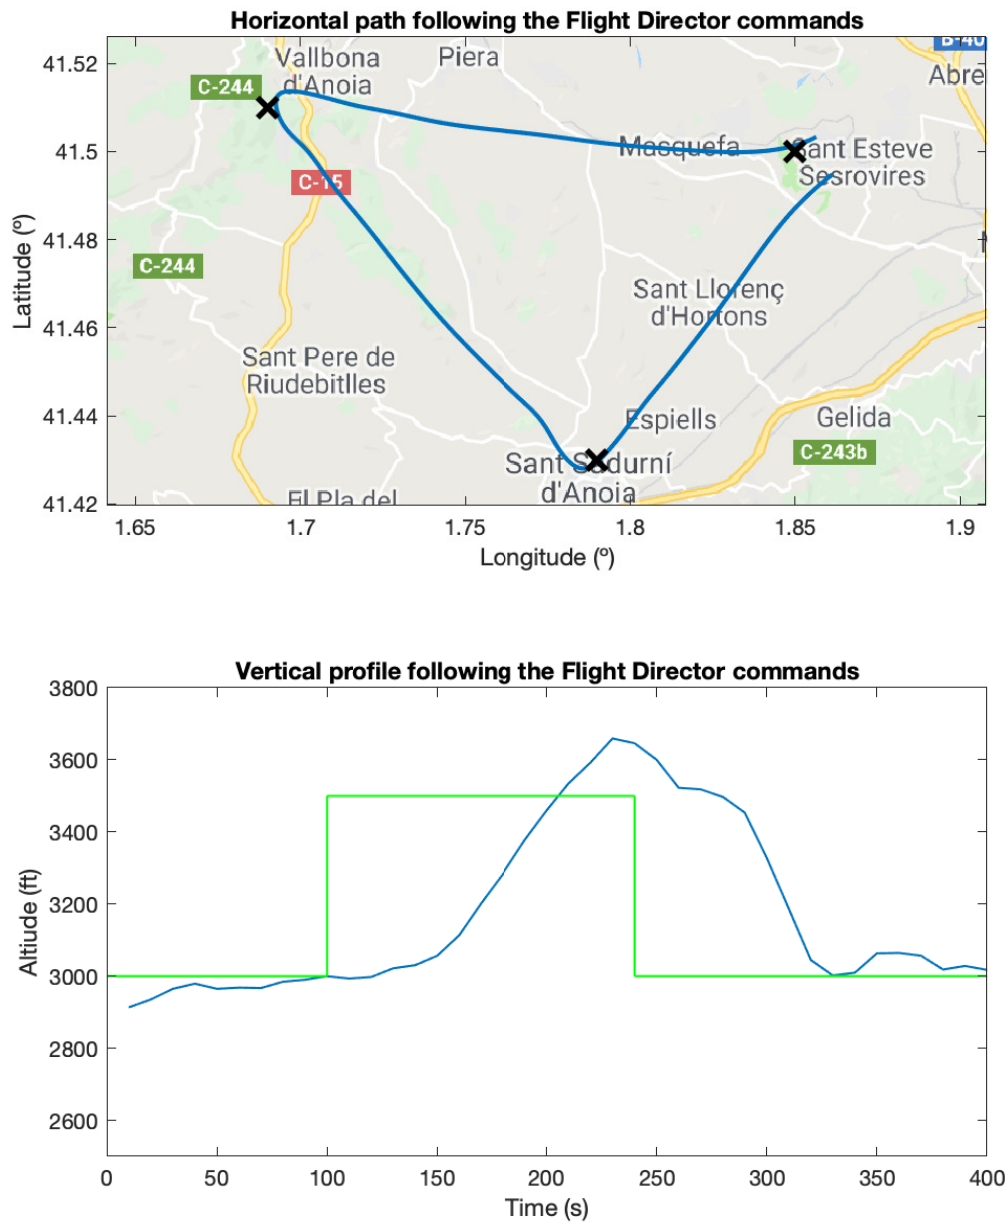 Horizontal path following the Flight Director commands
41.52
41.5
41.48
41.46
41.44
41.42
Latitude (º)
Vallbona
d'Anoia
Piera
B-40
Abre
C-244
Masquefa
Sant Esteve
Sesrovires
C-15
C-244
Sant Llorenç
d'Hortons
Sant Pere de
Riudebitlles
Espiells
Gelida
C-243b
Sant Sadurní
d'Anoia
El Pla del
1.65
1.7
1.75
1.8
1.85
1.9
Longitude (º)
Vertical profile following the Flight Director commands
3800
3600
3400
3200
3000
2800
2600
Altiude (ft)
0
50
100
150
200
250
300
350
400
Time (s)